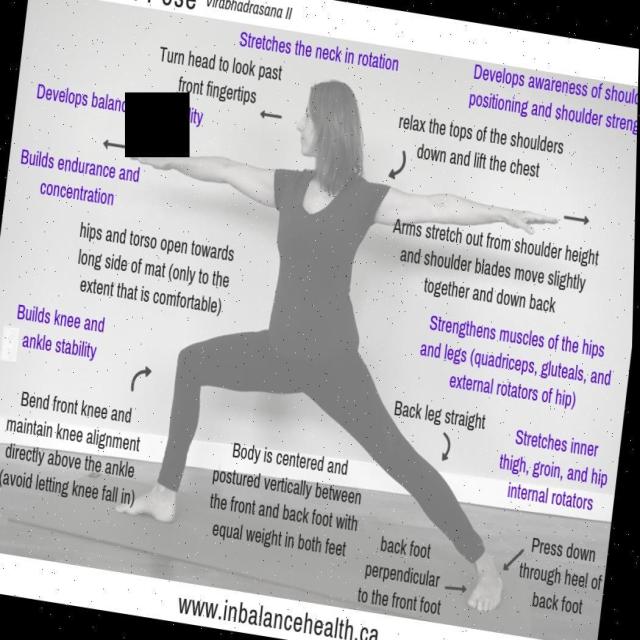 Virabhadrasana II
Stretches the neck in rotation
Turn head to look past
front fingertips
Develops awareness of
positioning and shoulder
Develops
relax the tops of the shoulders
down and lift the chest
Builds endurance and
concentration
Arms stretch out from shoulder height
and shoulder blades move slightly
together and down back
hips and torso open towards
long side of mat (only to the
extent that is comfortable)
Builds knee and
ankle stability
Strengthens muscles of the hips
and legs (quadriceps, gluteals, and
external rotators of hip)
Bend front knee and
maintain knee alignment
directly above the ankle
(avoid letting knee fall in)
Back leg straight
Stretches inner
thigh, groin, and hip
internal rotators
Body is centered and
postured vertically between
the front and back foot with
equal weight in both feet
back foot
perpendicular
to the front foot
Press down
through heel of
back foot
www.inbalancehealth.ca